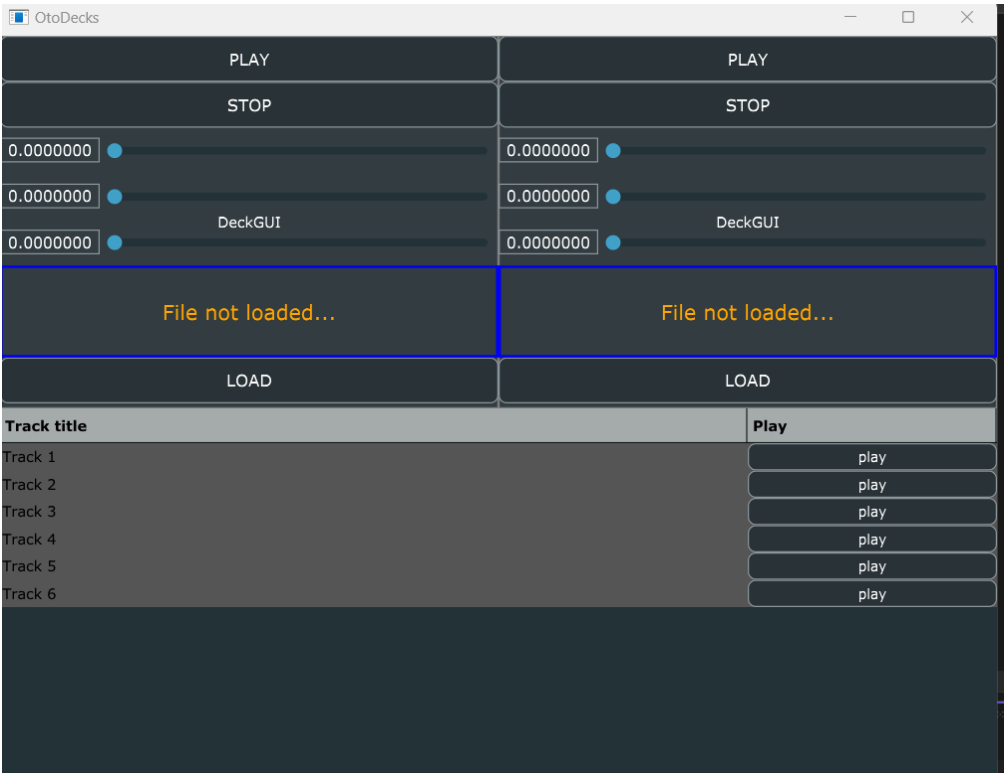 OtoDecks
PLAY PLAY
STOP STOP
0.0000000 0.0000000
0.0000000 0.0000000
DeckGUI DeckGUI
0.0000000 0.0000000
File not loaded... File not loaded...
LOAD LOAD
Track title Play
Track 1 play
Track 2 play
Track 3 play
Track 4 play
Track 5 play
Track 6 play